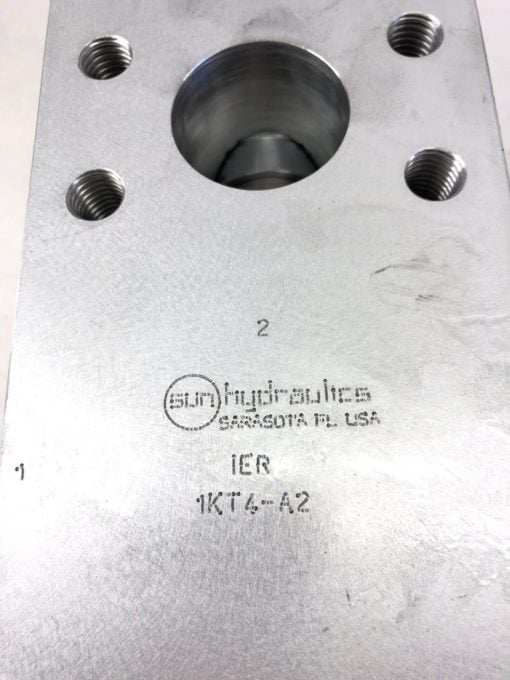 2
sun hydraulics
SARASOTA FL USA
1
IER
1KT4-A2